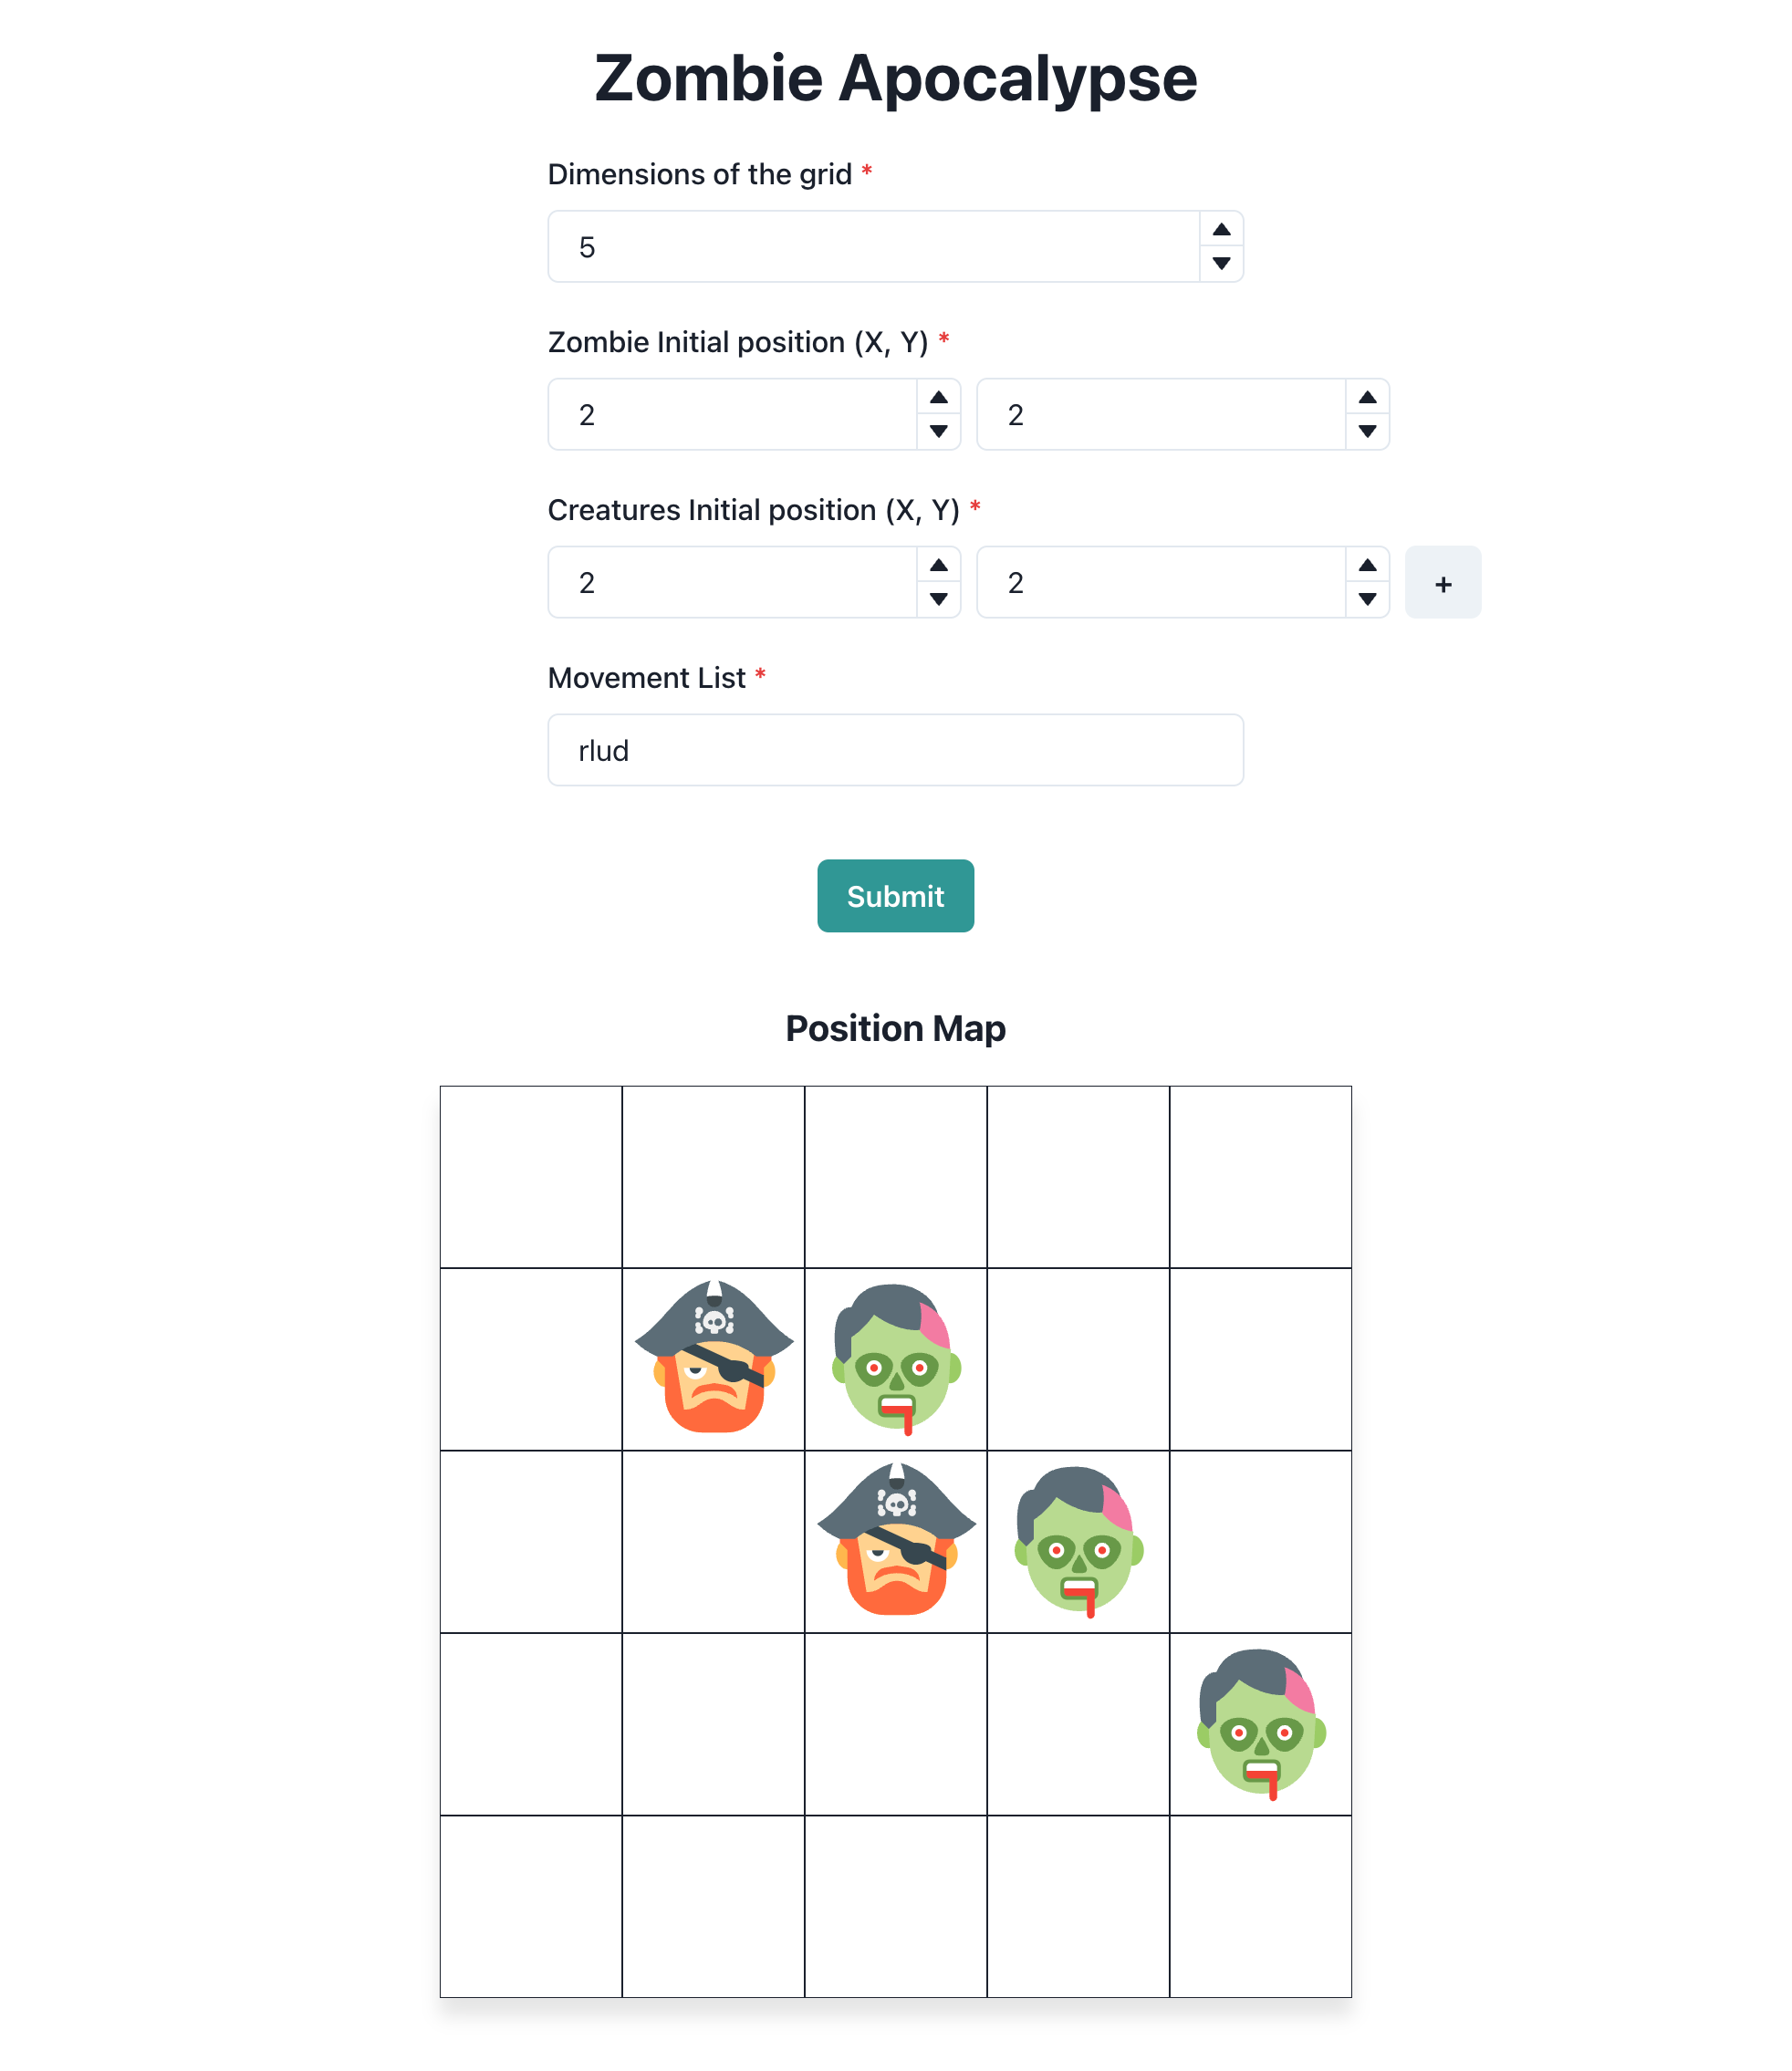 Zombie Apocalypse
Dimensions of the grid *
5
Zombie Initial position (X, Y) *
2 2
Creatures Initial position (X, Y) *
2 2 +
Movement List *
rlud
Submit
Position Map